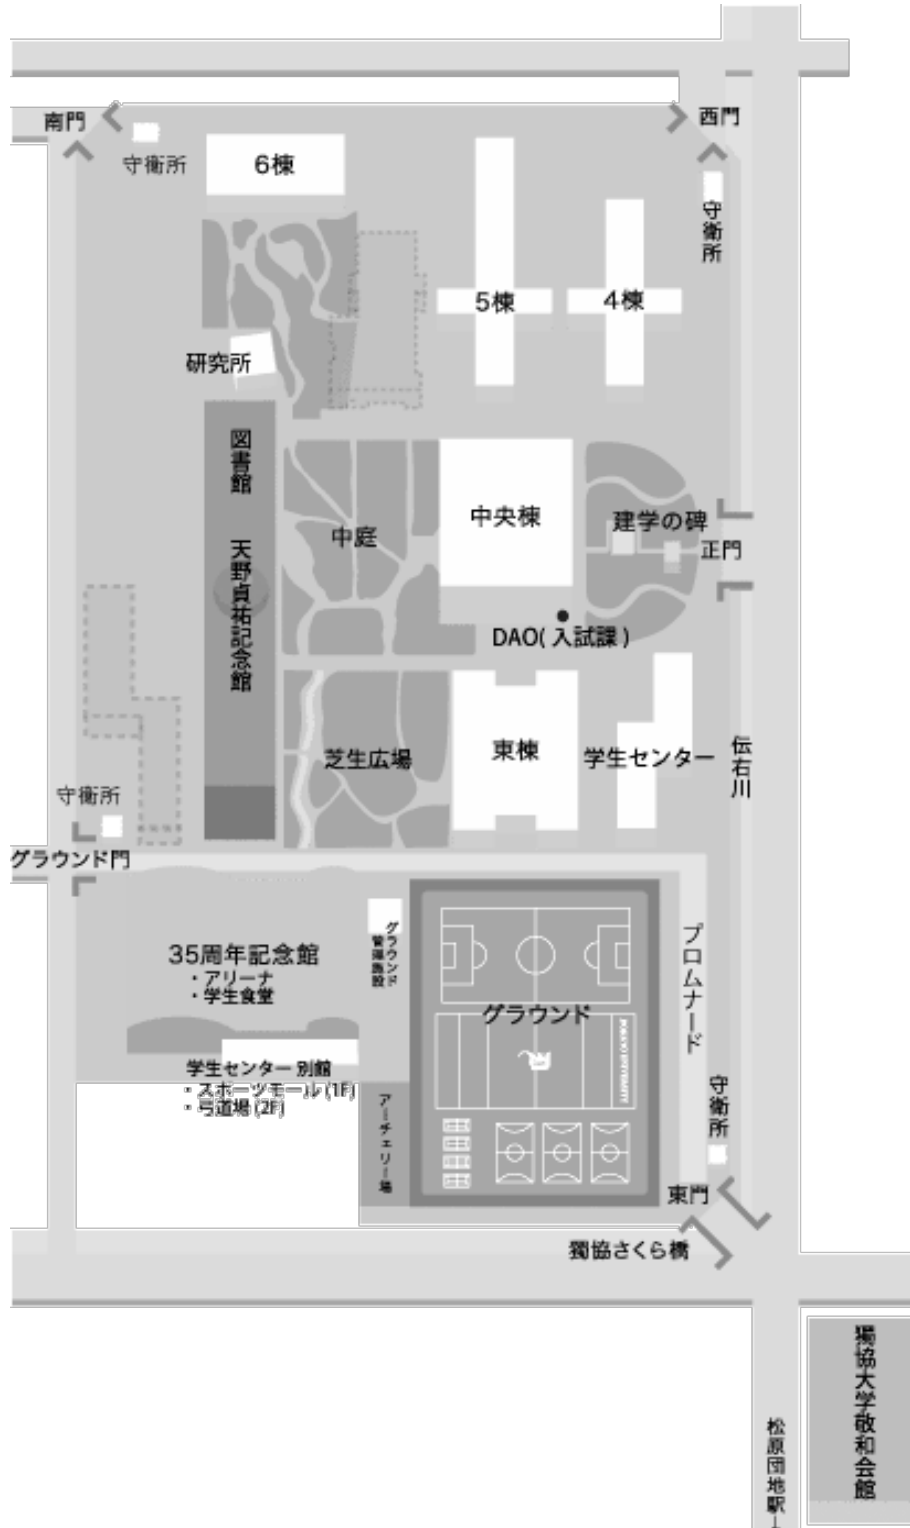 南門
西門
守衛所
6棟
守衛所
5棟
4棟
研究所
図書館
中央棟
建学の碑
中庭
正門
天野貞祐記念館
DAO(入試課)
芝生広場
東棟
学生センター
伝右川
守衛所
グラウンド門
35周年記念館
・アリーナ
・学生食堂
グラウンド
管理施設
プロムナード
グラウンド
学生センター 別館
・スポーツモール(1F)
・弓道場(2F)
アーチェリー場
守衛所
東門
獨協さくら橋
獨協大学敬和会館
松原団地駅→